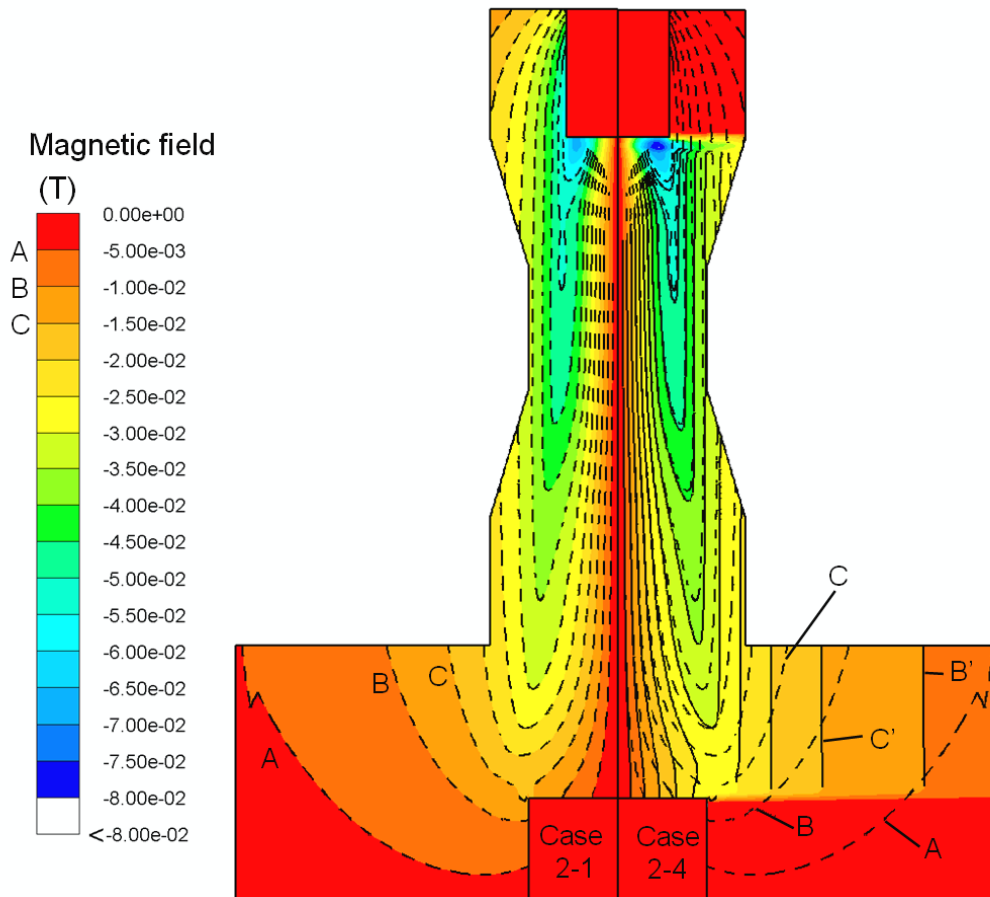 Magnetic field
(T)
0.00e+00
A
-5.00e-03
B
-1.00e-02
C
-1.50e-02
-2.00e-02
-2.50e-02
-3.00e-02
-3.50e-02
-4.00e-02
-4.50e-02
-5.00e-02
-5.50e-02
-6.00e-02
-6.50e-02
-7.00e-02
-7.50e-02
-8.00e-02
<-8.00e-02
A
B
C
C
B'
C'
B
A
Case
2-1
Case
2-4